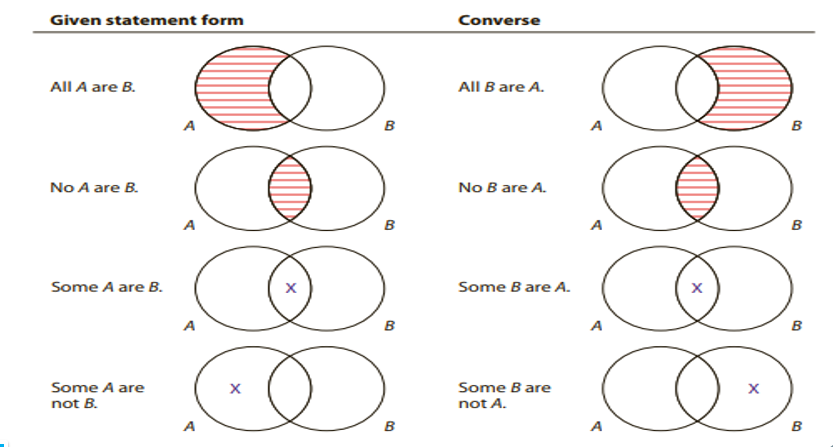 Given statement form Converse
All A are B. All B are A.
A B A B
No A are B. No B are A.
A B A B
Some A are B. x Some B are A. x
A B A B
Some A are x Some B are x
not B. not A.
A B A B